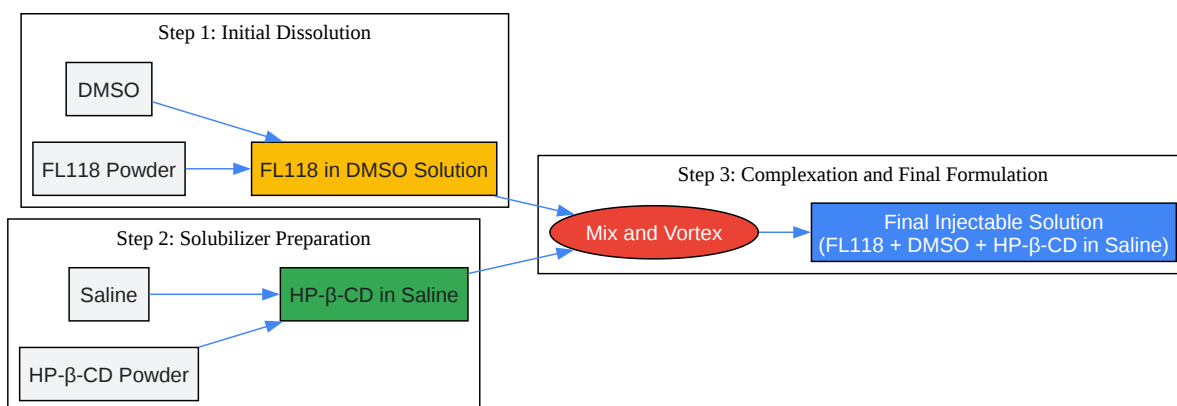 Step 1: Initial Dissolution
DMSO
FL118 Powder
FL118 in DMSO Solution
Step 2: Solubilizer Preparation
Saline
HP-β-CD Powder
HP-β-CD in Saline
Step 3: Complexation and Final Formulation
Mix and Vortex
Final Injectable Solution
(FL118 + DMSO + HP-β-CD in Saline)